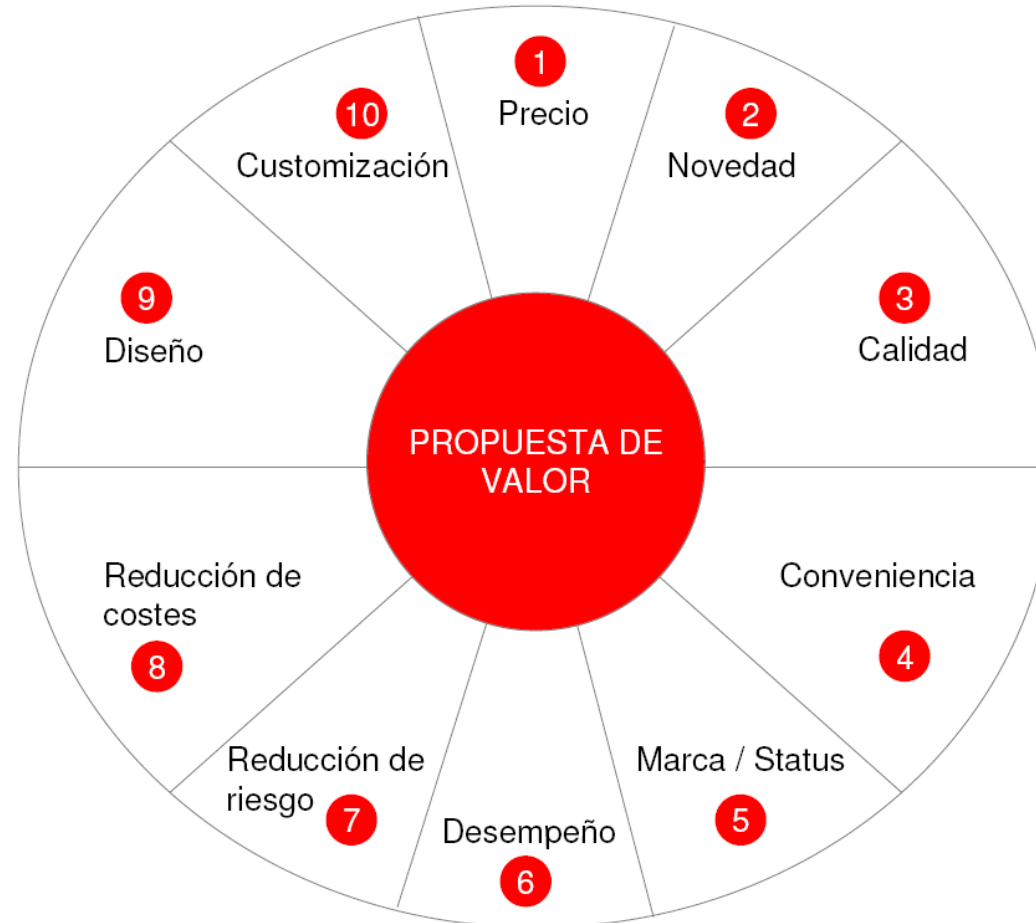 1
Precio
2
Novedad
3
Calidad
Conveniencia
4
Marca / Status
5
Desempeño
6
Reducción de
riesgo
7
Reducción de
costes
8
9
Diseño
10
Customización
PROPUESTA DE
VALOR